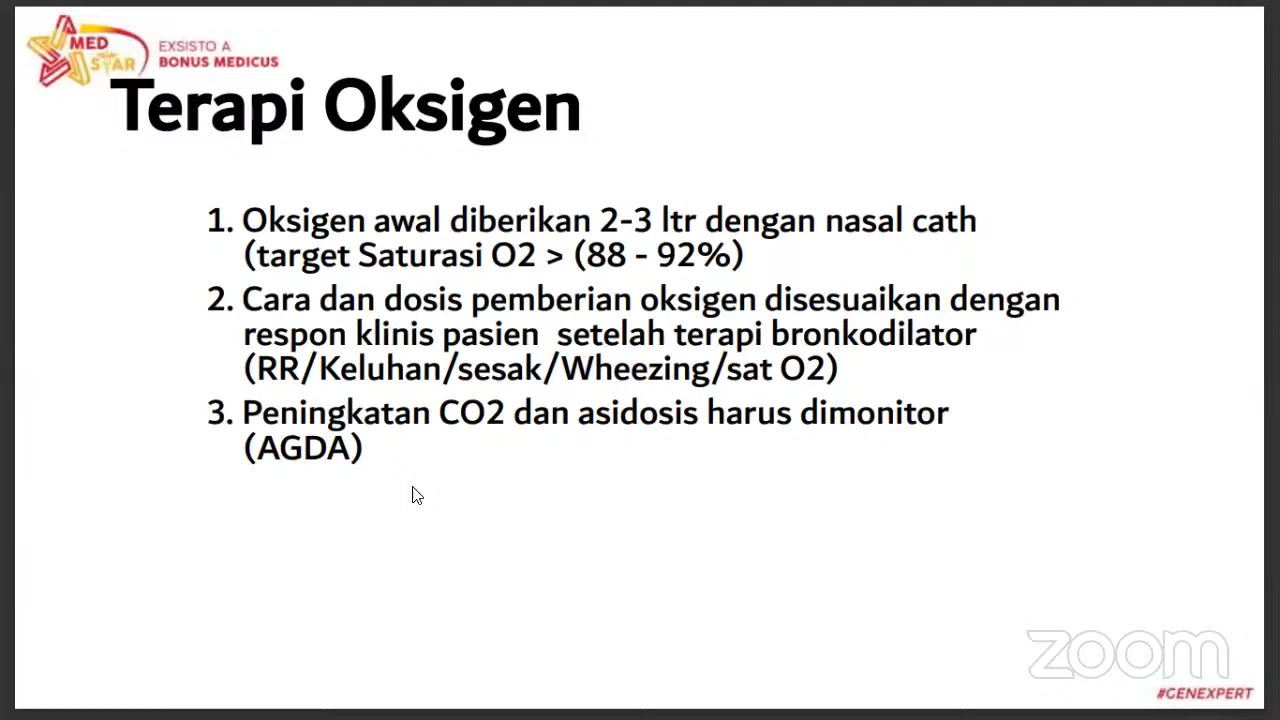 MED
STAR
EXSISTO A
BONUS MEDICUS
Terapi Oksigen
1. Oksigen awal diberikan 2-3 ltr dengan nasal cath
(target Saturasi O2 > (88 - 92%)
2. Cara dan dosis pemberian oksigen disesuaikan dengan
respon klinis pasien  setelah terapi bronkodilator
(RR/Keluhan/sesak/Wheezing/sat O2)
3. Peningkatan CO2 dan asidosis harus dimonitor
(AGDA)
zoom
#GENEXPERT